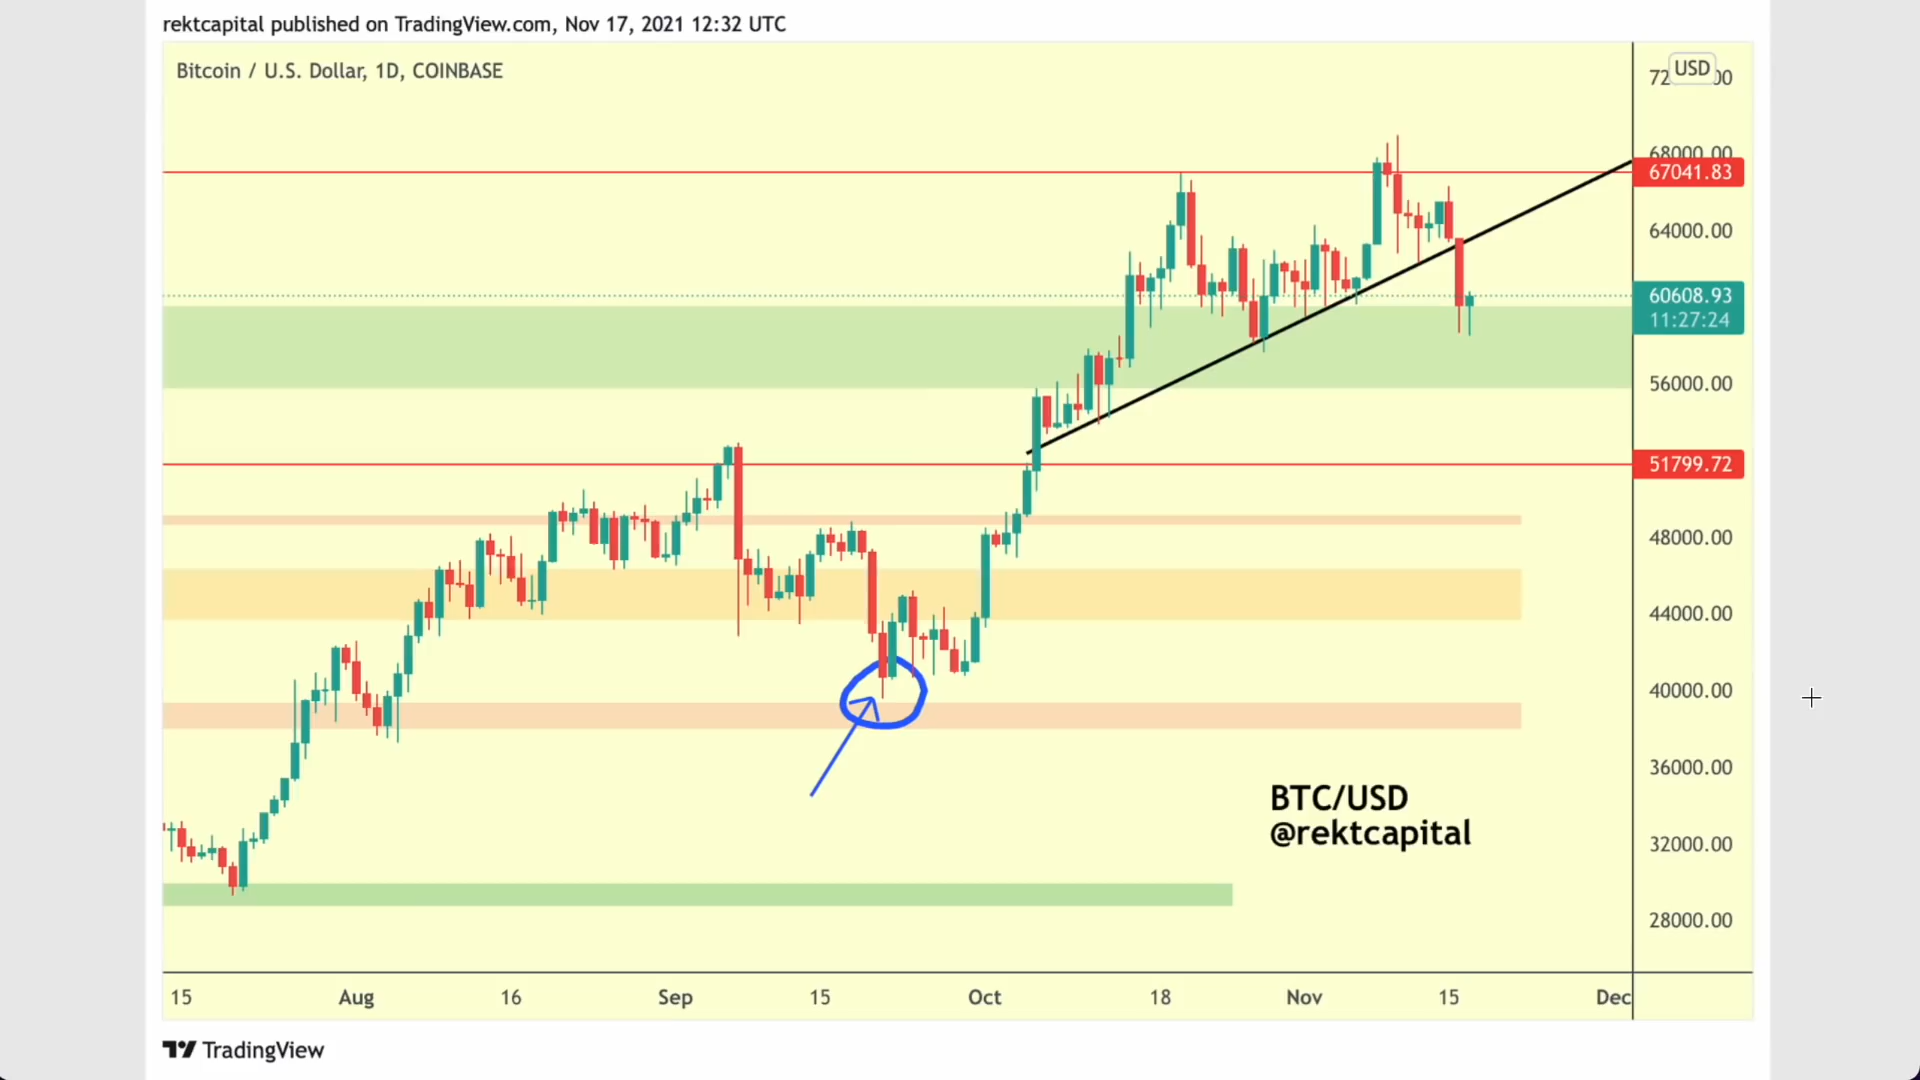 rektcapital published on TradingView.com, Nov 17, 2021 12:32 UTC
Bitcoin / U.S. Dollar, 1D, COINBASE
USD
68000.00
67041.83
64000.00
60608.93
11:27:24
56000.00
51799.72
48000.00
44000.00
40000.00
36000.00
BTC/USD
@rektcapital
32000.00
28000.00
15 Aug 16 Sep 15 Oct 18 Nov 15 Dec
TradingView